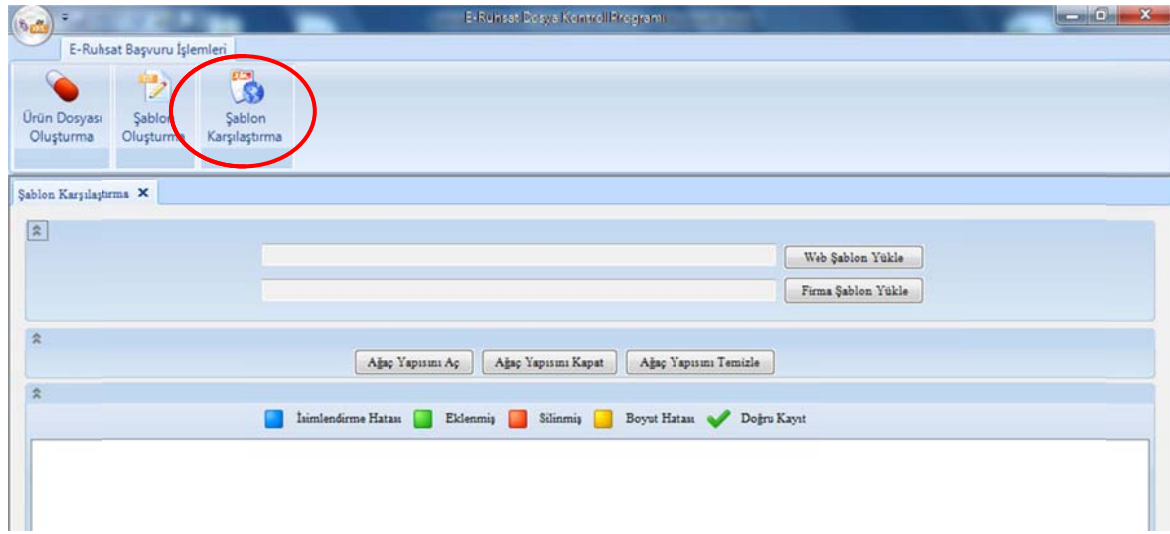 E-Ruhsat Dosya Kontrol Programı
E-Ruhsat Başvuru İşlemleri
Ürün Dosyası Oluşturma
Şablon Oluşturma
Şablon Karşılaştırma
Şablon Karşılaştırma
Web Şablon Yükle
Firma Şablon Yükle
Ağaç Yapısını Aç Ağaç Yapısını Kapat Ağaç Yapısını Temizle
İsimlendirme Hatası Eklenmiş Silinmiş Boyut Hatası Doğru Kayıt